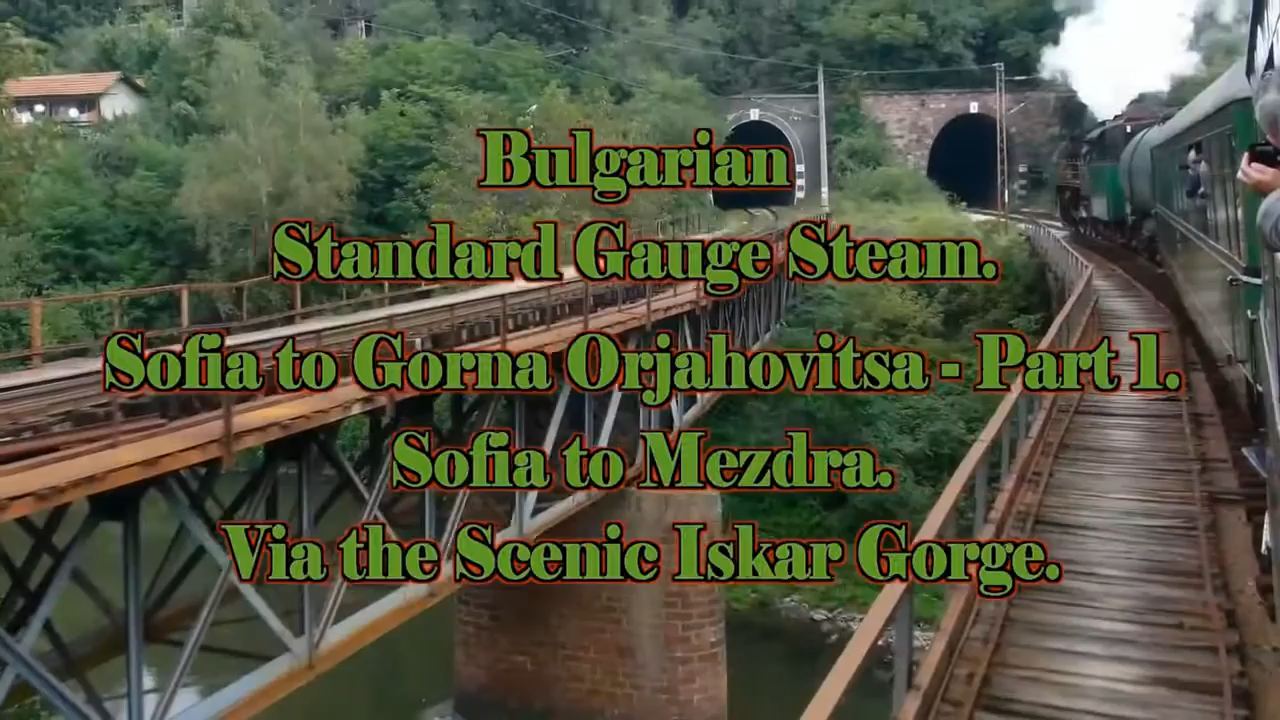 Bulgarian
Standard Gauge Steam.
Sofia to Gorna Orjahovitsa - Part 1.
Sofia to Mezdra.
Via the Scenic Iskar Gorge.